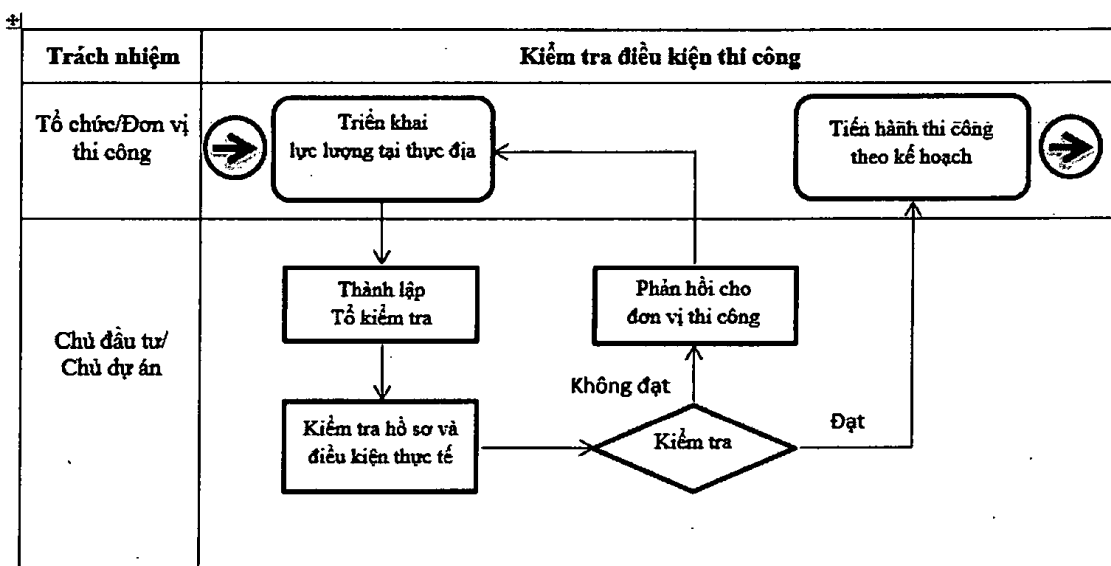 Trách nhiệm
Kiểm tra điều kiện thi công
Tổ chức/Đơn vị
thi công
Triển khai
lực lượng tại thực địa
Tiến hành thi công
theo kế hoạch
Chủ đầu tư/
Chủ dự án
Thành lập
Tổ kiểm tra
Phản hồi cho
đơn vị thi công
Không đạt
Kiểm tra hồ sơ và
điều kiện thực tế
Kiểm tra
Đạt